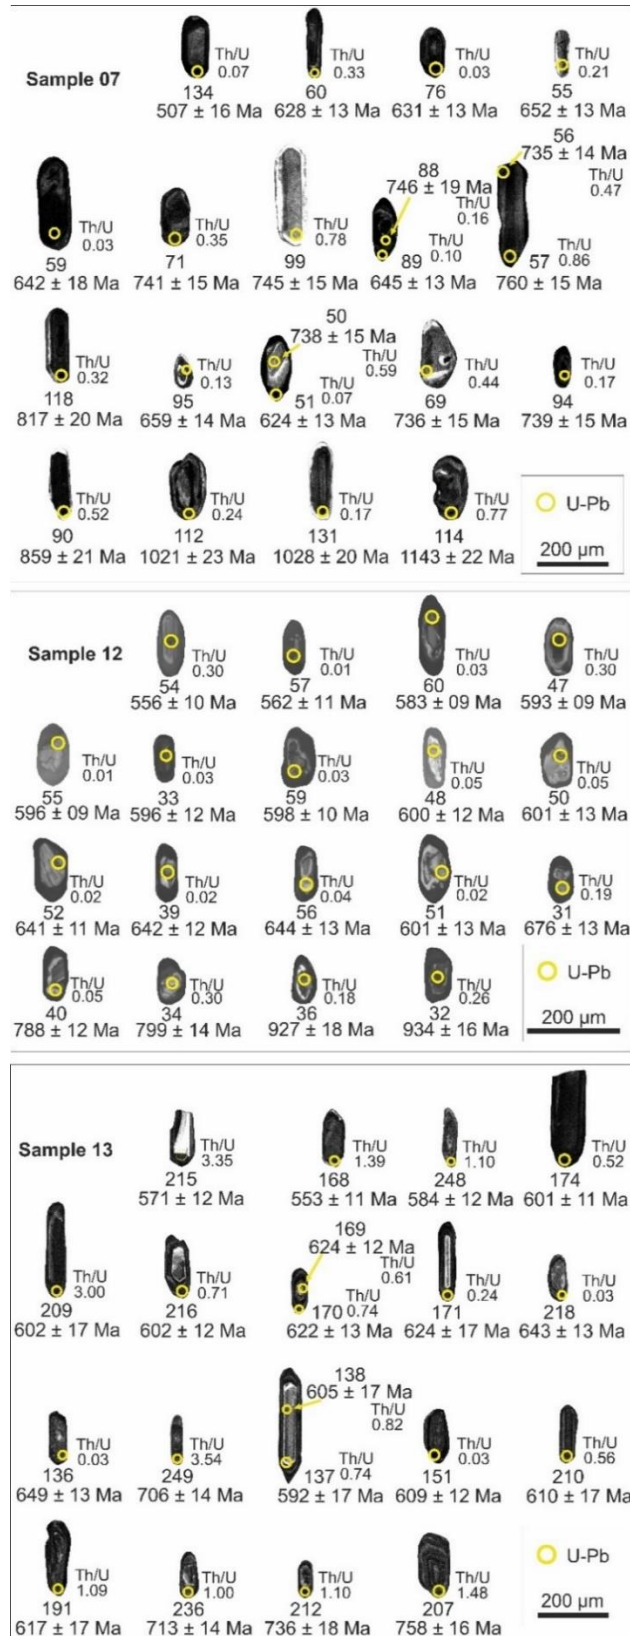 Sample 07
Th/U Th/U Th/U Th/U
0.07 0.33 0.03 0.21
134 60 76 55
507 ± 16 Ma 628 ± 13 Ma 631 ± 13 Ma 652 ± 13 Ma
56
735 ± 14 Ma
Th/U
0.47
88
746 ± 19 Ma
Th/U
0.16
Th/U Th/U Th/U Th/U Th/U
0.03 0.35 0.78 0.10 0.86
59 71 99 89 57
642 ± 18 Ma 741 ± 15 Ma 745 ± 15 Ma 645 ± 13 Ma 760 ± 15 Ma
50
738 ± 15 Ma
Th/U
0.59
Th/U Th/U Th/U Th/U Th/U
0.32 0.13 0.07 0.44 0.17
118 95 51 69 94
817 ± 20 Ma 659 ± 14 Ma 624 ± 13 Ma 736 ± 15 Ma 739 ± 15 Ma
Th/U Th/U Th/U Th/U
0.52 0.24 0.17 0.77
90 112 131 114
859 ± 21 Ma 1021 ± 23 Ma 1028 ± 20 Ma 1143 ± 22 Ma
U-Pb
200 µm
Sample 12
Th/U Th/U Th/U Th/U
0.30 0.01 0.03 0.30
54 57 60 47
556 ± 10 Ma 562 ± 11 Ma 583 ± 09 Ma 593 ± 09 Ma
Th/U Th/U Th/U Th/U Th/U
0.01 0.03 0.03 0.05 0.05
55 33 59 48 50
596 ± 09 Ma 596 ± 12 Ma 598 ± 10 Ma 600 ± 12 Ma 601 ± 13 Ma
Th/U Th/U Th/U Th/U Th/U
0.02 0.02 0.04 0.02 0.19
52 39 56 51 31
641 ± 11 Ma 642 ± 12 Ma 644 ± 13 Ma 601 ± 13 Ma 676 ± 13 Ma
Th/U Th/U Th/U Th/U
0.05 0.30 0.18 0.26
40 34 36 32
788 ± 12 Ma 799 ± 14 Ma 927 ± 18 Ma 934 ± 16 Ma
U-Pb
200 µm
Sample 13
Th/U Th/U Th/U Th/U
3.35 1.39 1.10 0.52
215 168 248 174
571 ± 12 Ma 553 ± 11 Ma 584 ± 12 Ma 601 ± 11 Ma
169
624 ± 12 Ma
Th/U
0.61
Th/U Th/U Th/U Th/U Th/U
3.00 0.71 0.74 0.24 0.03
209 216 170 171 218
602 ± 17 Ma 602 ± 12 Ma 622 ± 13 Ma 624 ± 17 Ma 643 ± 13 Ma
138
605 ± 17 Ma
Th/U
0.82
Th/U Th/U Th/U Th/U Th/U
0.03 3.54 0.74 0.03 0.56
136 249 137 151 210
649 ± 13 Ma 706 ± 14 Ma 592 ± 17 Ma 609 ± 12 Ma 610 ± 17 Ma
Th/U Th/U Th/U Th/U
1.09 1.00 1.10 1.48
191 236 212 207
617 ± 17 Ma 713 ± 14 Ma 736 ± 18 Ma 758 ± 16 Ma
U-Pb
200 µm